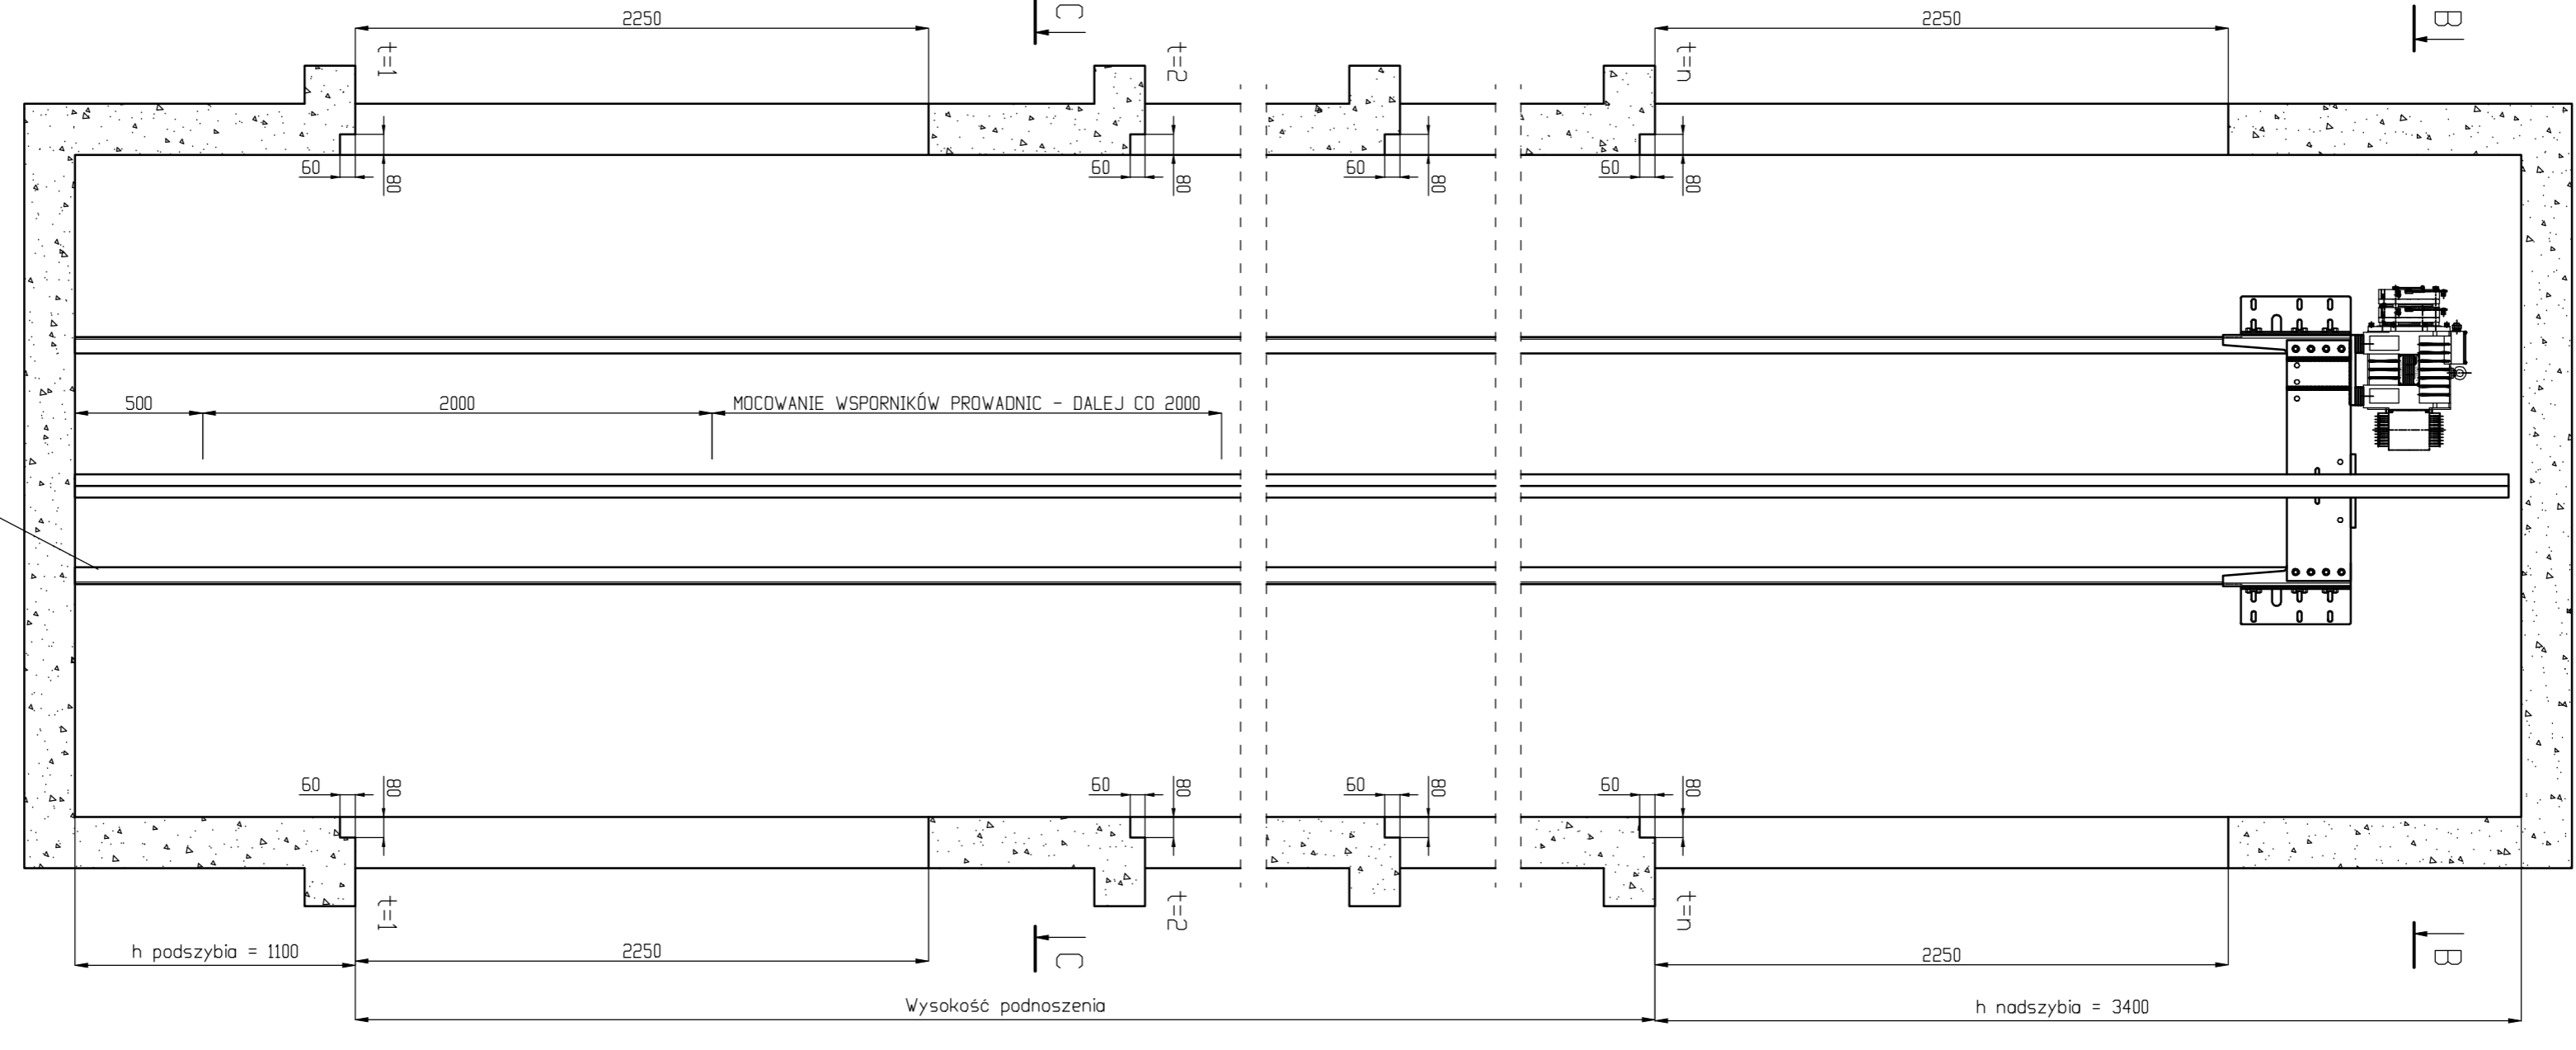 2250
C
2250
B
t=1
t=2
t=n
60
80
60
80
60
80
60
80
500
2000
MOCOWANIE WSPORNIKÓW PROWADNIC - DALEJ CO 2000
60
80
60
80
60
80
60
80
t=1
t=2
t=n
h podszybia = 1100
2250
C
2250
B
Wysokość podnoszenia
h nadszybia = 3400